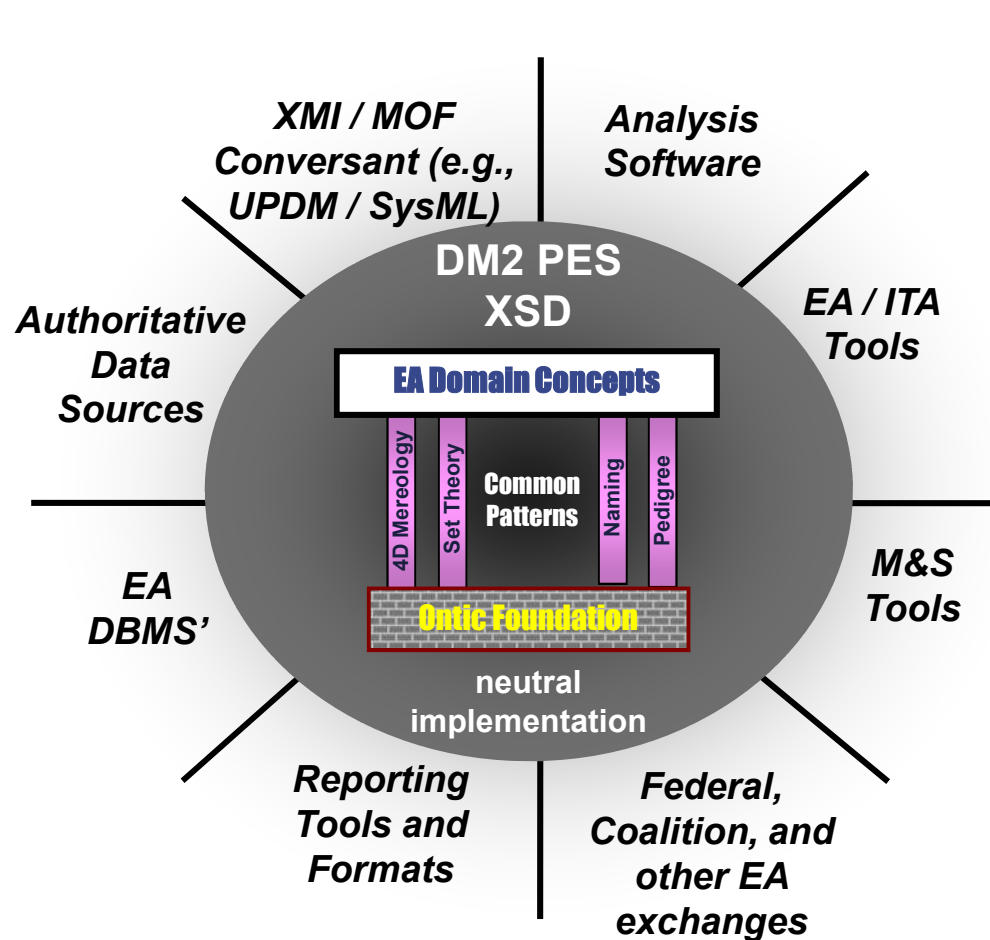 XMI / MOF
Conversant (e.g.,
UPDM / SysML)
Analysis
Software
EA / ITA
Tools
M&S
Tools
Federal,
Coalition, and
other EA
exchanges
Reporting
Tools and
Formats
EA
DBMS’
Authoritative
Data
Sources
DM2 PES
XSD
EA Domain Concepts
4D Mereology
Set Theory
Common
Patterns
Naming
Pedigree
Ontic Foundation
neutral
implementation